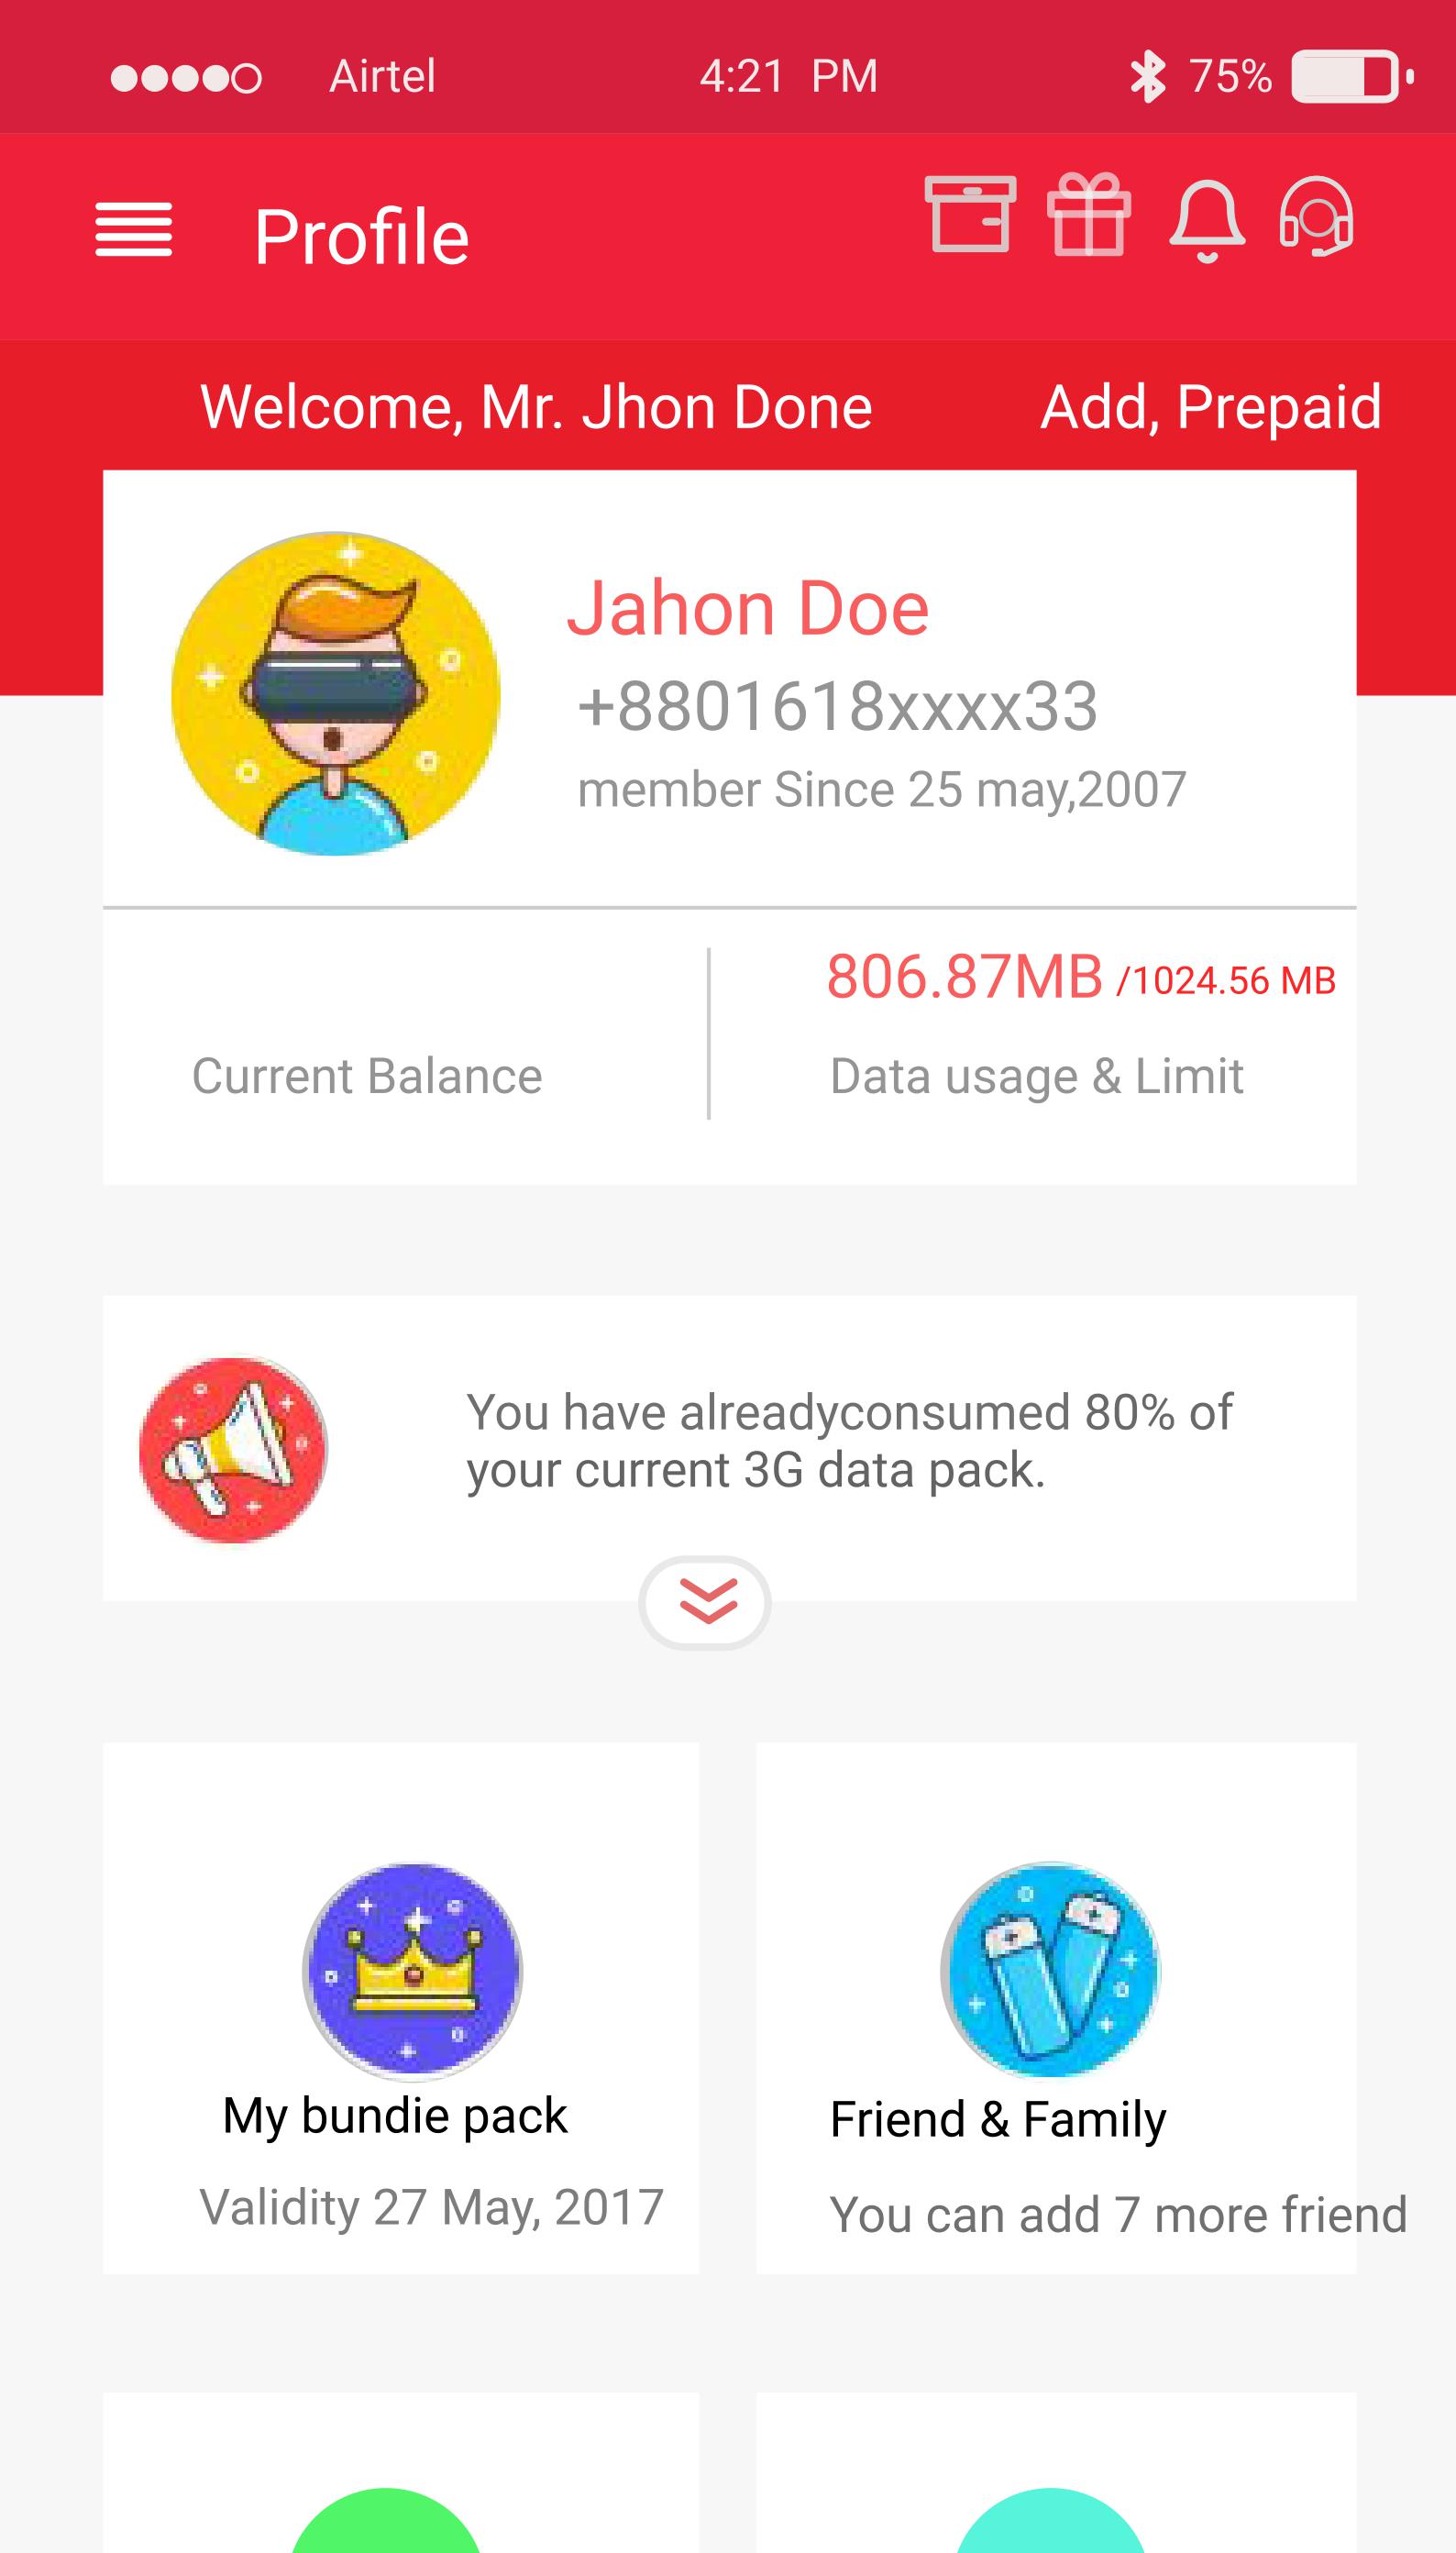 Airtel 4:21 PM 75%
Profile
Welcome, Mr. Jhon Done Add, Prepaid
Jahon Doe
+8801618xxxx33
member Since 25 may,2007
806.87MB /1024.56 MB
Current Balance Data usage & Limit
You have alreadyconsumed 80% of
your current 3G data pack.
My bundie pack
Validity 27 May, 2017
Friend & Family
You can add 7 more friend